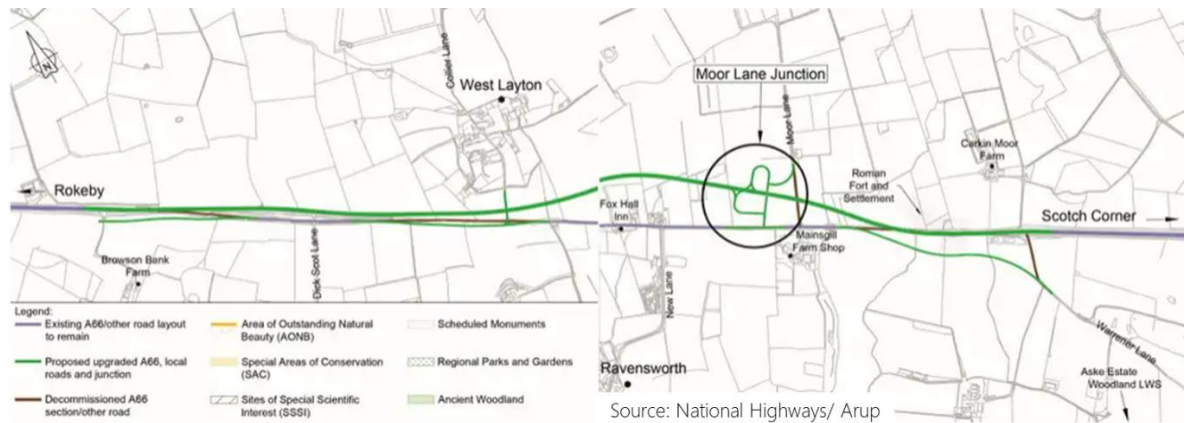 Collier Lane
West Layton
Rokeby
Browson Bank
Farm
Dick Scot Lane
Legend:
Existing A66/other road layout
to remain
Proposed upgraded A66, local
roads and junction
Decommissioned A66
section/other road
Area of Outstanding Natural
Beauty (AONB)
Special Areas of Conservation
(SAC)
Sites of Special Scientific
Interest (SSSI)
Scheduled Monuments
Regional Parks and Gardens
Ancient Woodland
Moor Lane Junction
Moor Lane
Carkin Moor
Farm
Roman
Fort and
Settlement
Fox Hall
Inn
Scotch Corner
Mainsgill
Farm Shop
New Lane
Warrener Lane
Ravensworth
Aske Estate
Woodland LWS
Source: National Highways/ Arup